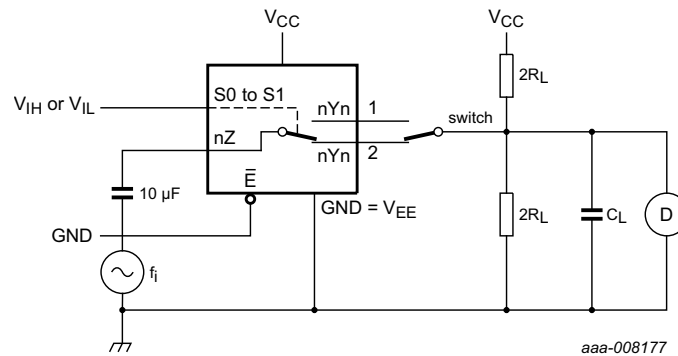 VCC
VCC
S0 to S1
VIH or VIL
nYn
1
2RL
switch
nZ
nYn
2
E̅
10 µF
GND = VEE
2RL
CL
D
GND
fi
aaa-008177